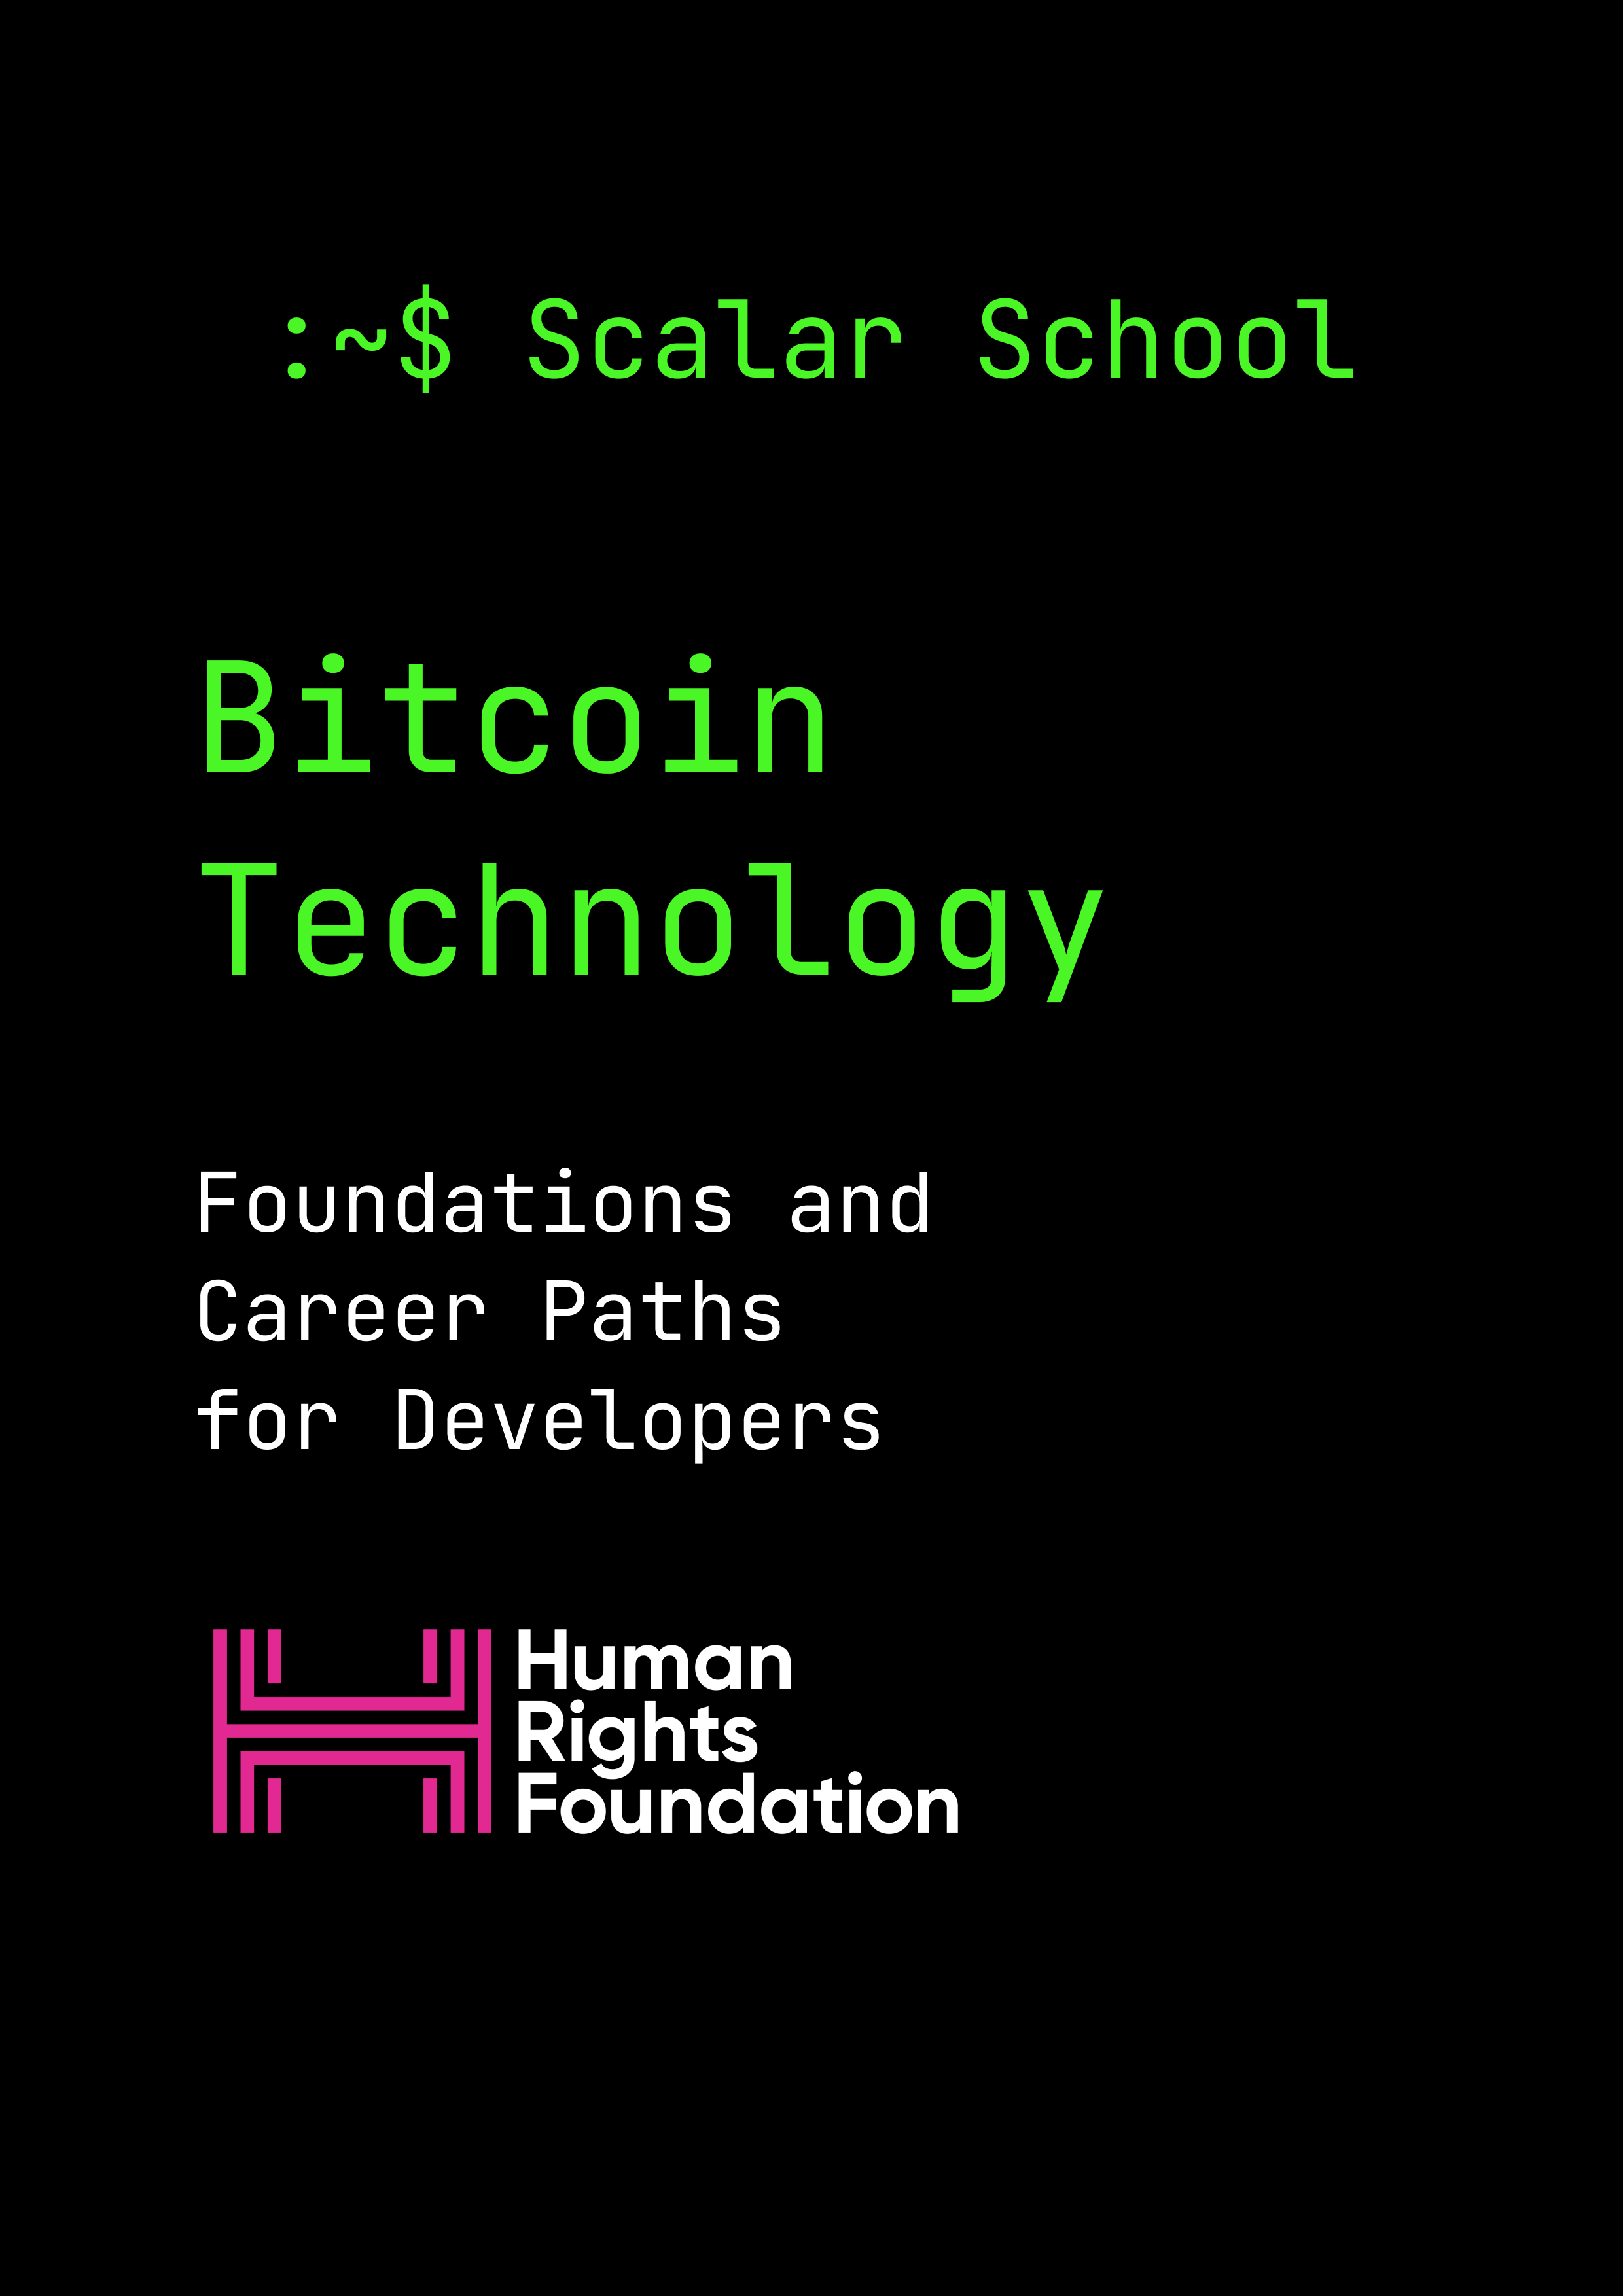 :~$ Scalar School
Bitcoin
Technology
Foundations and
Career Paths
for Developers
Human
Rights
Foundation